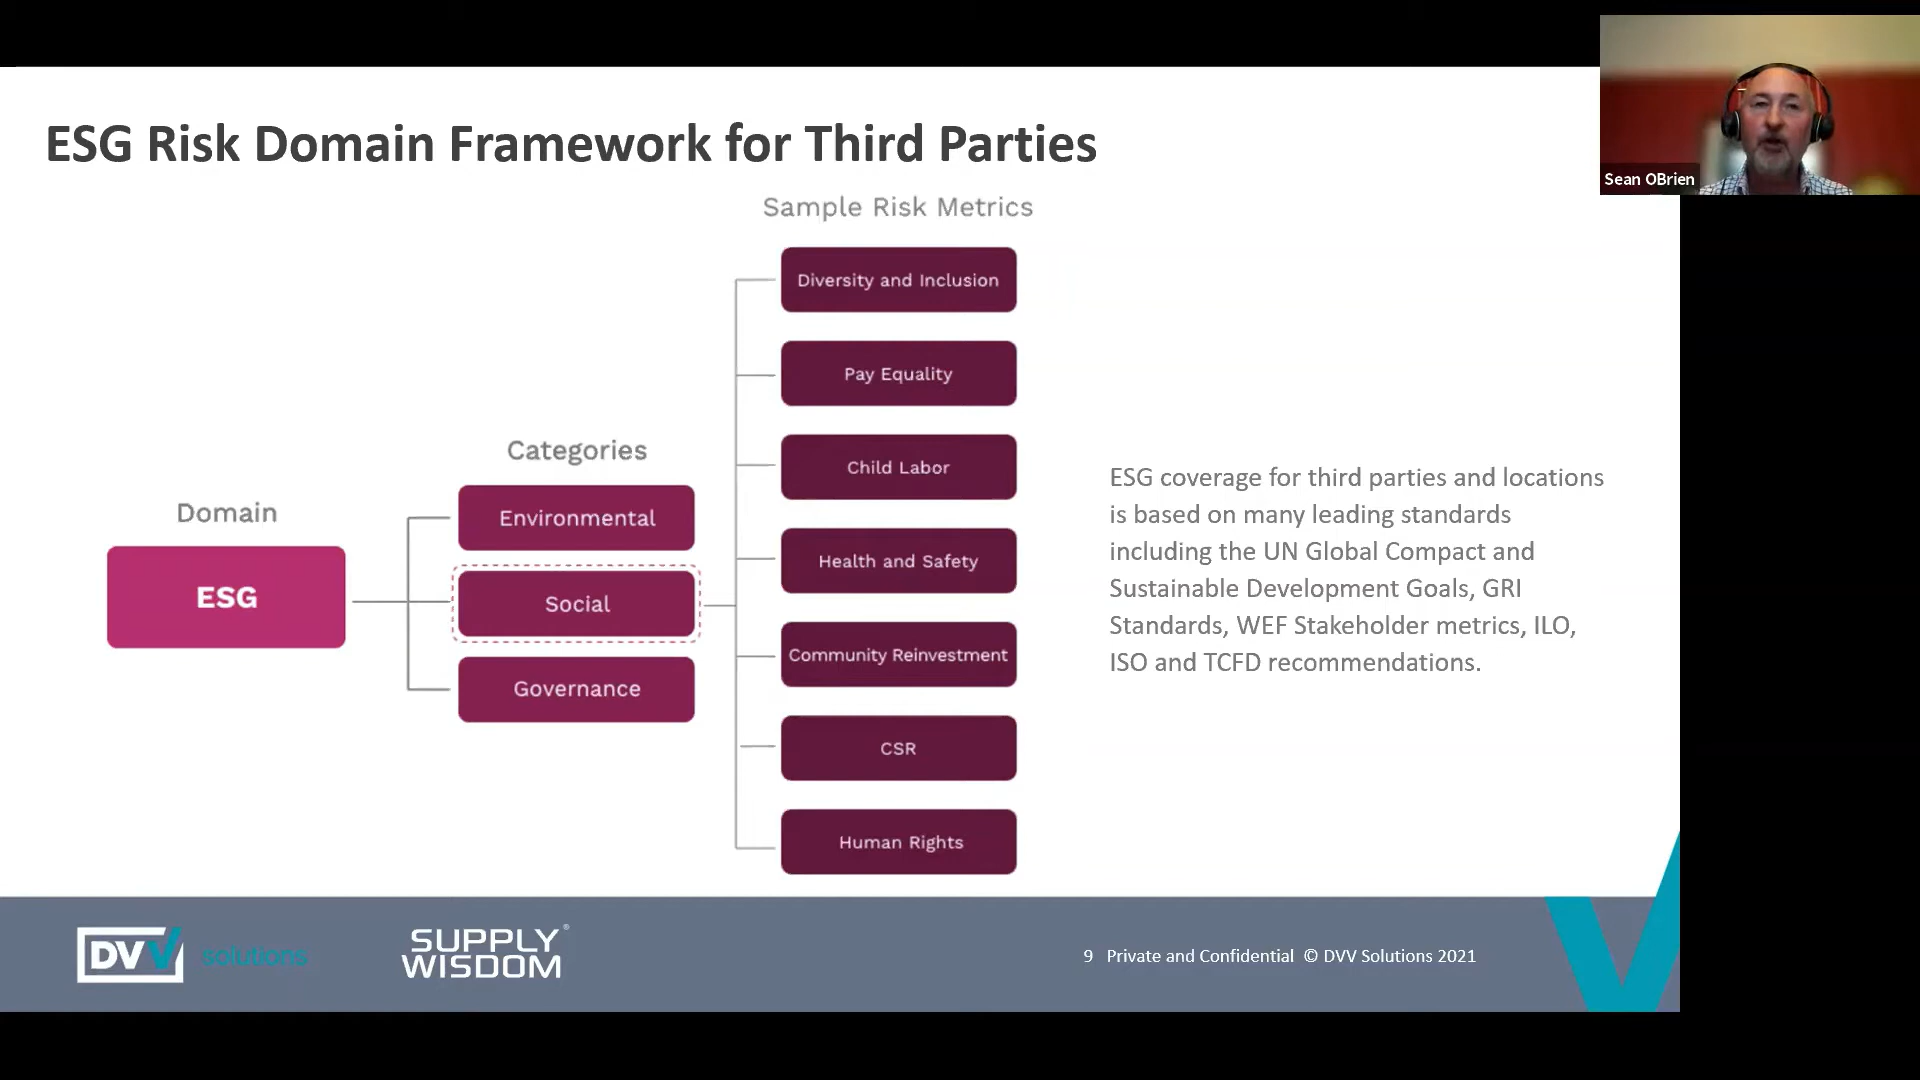 ESG Risk Domain Framework for Third Parties
Sean OBrien
Sample Risk Metrics
Diversity and Inclusion
Pay Equality
Child Labor
Health and Safety
Community Reinvestment
CSR
Human Rights
Categories
Environmental
Social
Governance
Domain
ESG
ESG coverage for third parties and locations
is based on many leading standards
including the UN Global Compact and
Sustainable Development Goals, GRI
Standards, WEF Stakeholder metrics, ILO,
ISO and TCFD recommendations.
DVV solutions
SUPPLY
WISDOM®
9 Private and Confidential © DVV Solutions 2021